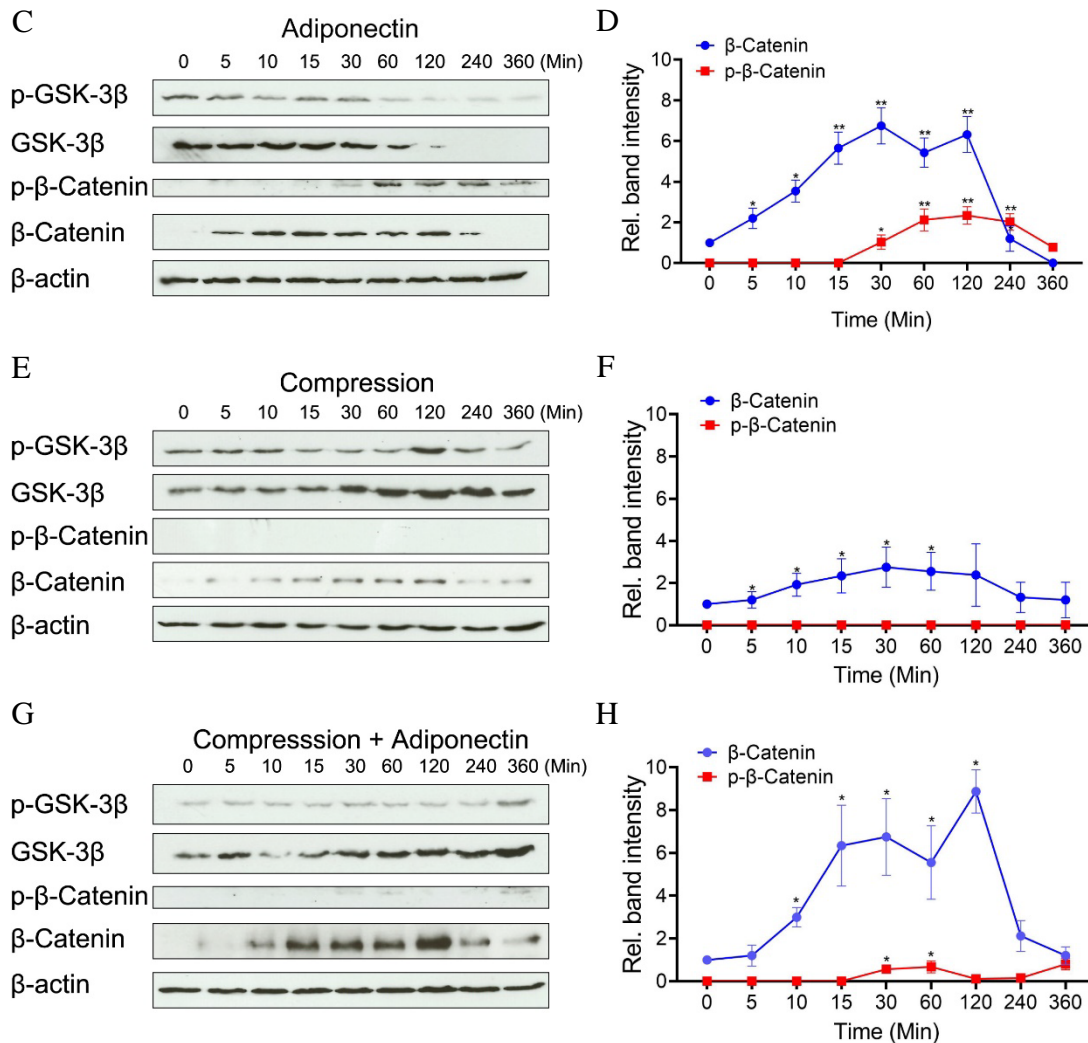 C
Adiponectin
0 5 10 15 30 60 120 240 360 (Min)
p-GSK-3β
GSK-3β
p-β-Catenin
β-Catenin
β-actin
D
β-Catenin
p-β-Catenin
Rel. band intensity
10
8
6
4
2
0
* * ** ** ** **
* ** ** ** *
0 5 10 15 30 60 120 240 360
Time (Min)
E
Compression
0 5 10 15 30 60 120 240 360 (Min)
p-GSK-3β
GSK-3β
p-β-Catenin
β-Catenin
β-actin
F
β-Catenin
p-β-Catenin
Rel. band intensity
10
8
6
4
2
0
* * * * *
0 5 10 15 30 60 120 240 360
Time (Min)
G
Compresssion + Adiponectin
0 5 10 15 30 60 120 240 360 (Min)
p-GSK-3β
GSK-3β
p-β-Catenin
β-Catenin
β-actin
H
β-Catenin
p-β-Catenin
Rel. band intensity
10
8
6
4
2
0
* * * * *
* *
0 5 10 15 30 60 120 240 360
Time (Min)